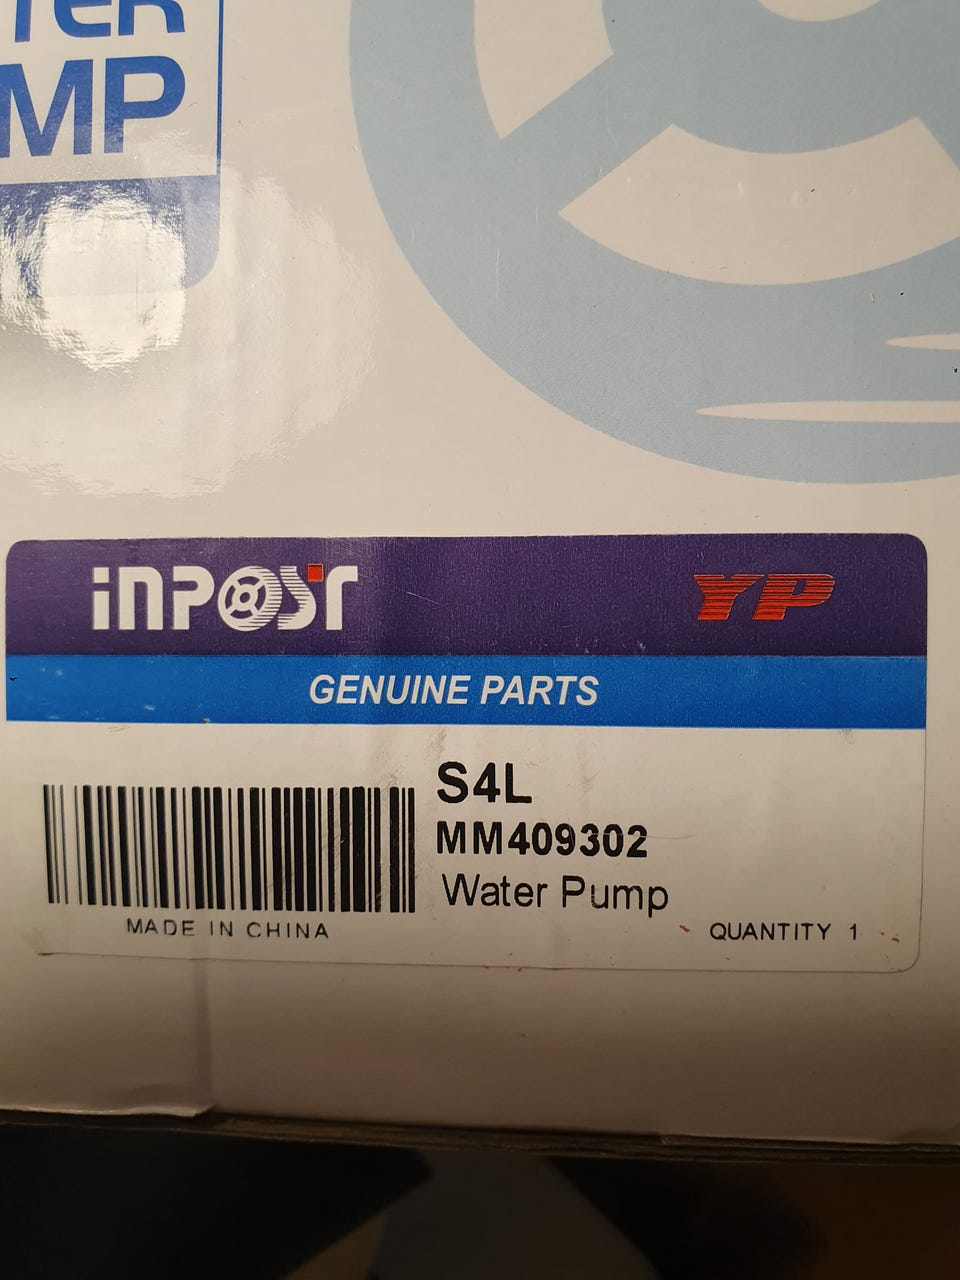 MP
inPOST
YP
GENUINE PARTS
S4L
MM409302
Water Pump
MADE IN CHINA
QUANTITY 1